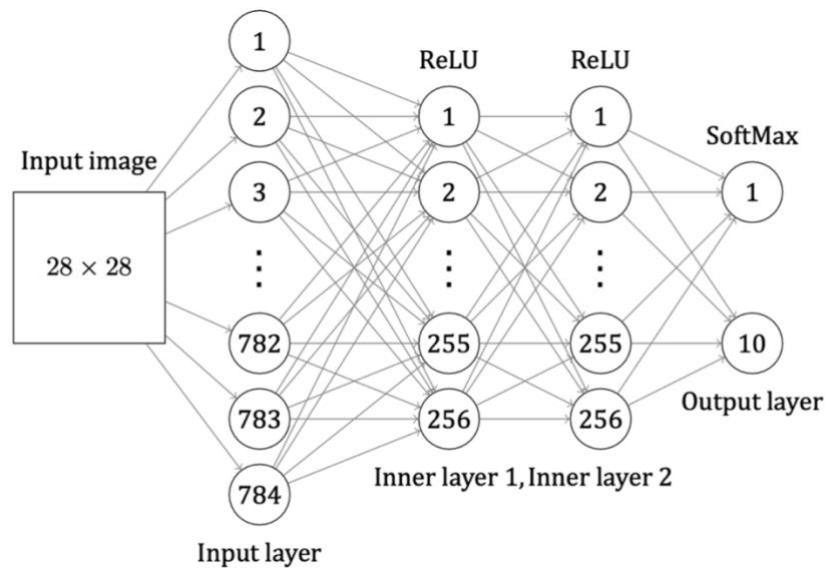 1
ReLU
ReLU
2
1
1
SoftMax
Input image
3
2
2
1
28 × 28
⋮
⋮
⋮
782
255
255
10
783
256
256
Output layer
784
Inner layer 1, Inner layer 2
Input layer